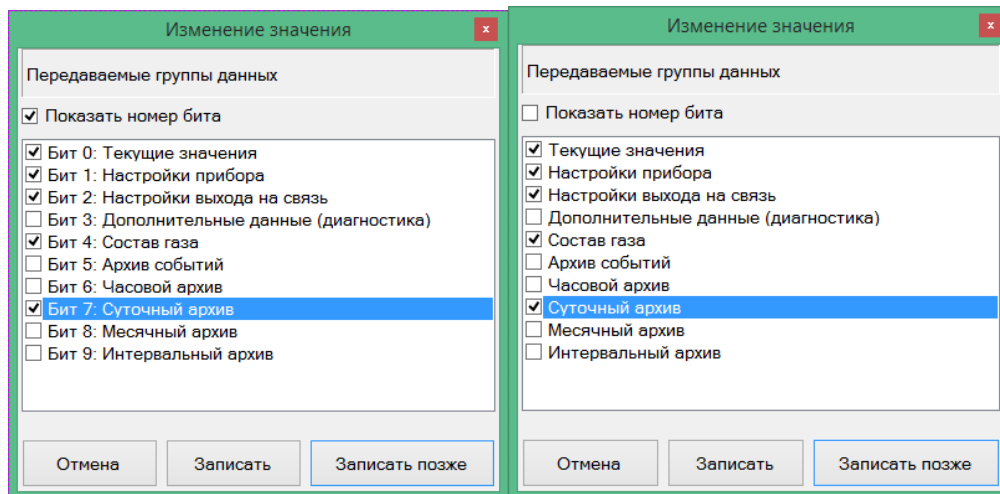 Изменение значения
x
Передаваемые группы данных
Показать номер бита
Бит 0: Текущие значения
Бит 1: Настройки прибора
Бит 2: Настройки выхода на связь
Бит 3: Дополнительные данные (диагностика)
Бит 4: Состав газа
Бит 5: Архив событий
Бит 6: Часовой архив
Бит 7: Суточный архив
Бит 8: Месячный архив
Бит 9: Интервальный архив
Отмена Записать Записать позже
Изменение значения
x
Передаваемые группы данных
Показать номер бита
Текущие значения
Настройки прибора
Настройки выхода на связь
Дополнительные данные (диагностика)
Состав газа
Архив событий
Часовой архив
Суточный архив
Месячный архив
Интервальный архив
Отмена Записать Записать позже